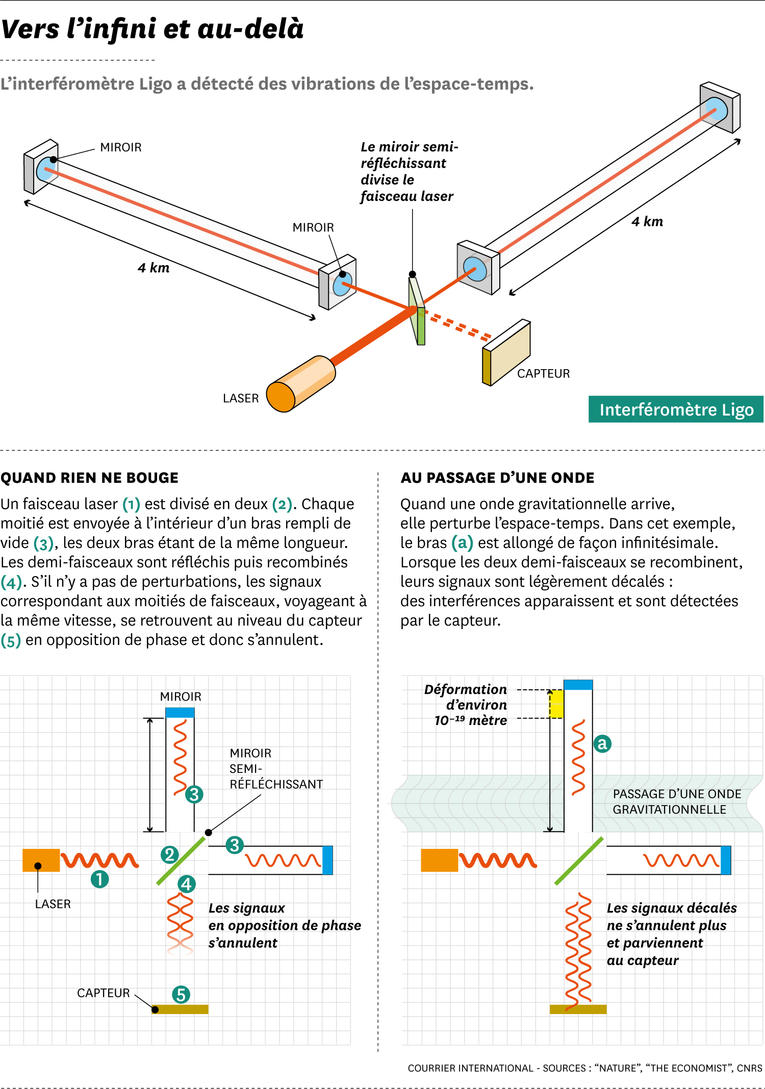 Vers l’infini et au-delà
L’interféromètre Ligo a détecté des vibrations de l’espace-temps.
MIROIR
Le miroir semi-
réfléchissant
divise le
faisceau laser
MIROIR
4 km
4 km
CAPTEUR
LASER
Interféromètre Ligo
QUAND RIEN NE BOUGE
Un faisceau laser (1) est divisé en deux (2). Chaque
moitié est envoyée à l’intérieur d’un bras rempli de
vide (3), les deux bras étant de la même longueur.
Les demi-faisceaux sont réfléchis puis recombinés
(4). S’il n’y a pas de perturbations, les signaux
correspondant aux moitiés de faisceaux, voyageant à
la même vitesse, se retrouvent au niveau du capteur
(5) en opposition de phase et donc s’annulent.
MIROIR
MIROIR
SEMI-
RÉFLÉCHISSANT
3
2
3
1
4
LASER
Les signaux
en opposition de phase
s’annulent
CAPTEUR
5
AU PASSAGE D’UNE ONDE
Quand une onde gravitationnelle arrive,
elle perturbe l’espace-temps. Dans cet exemple,
le bras (a) est allongé de façon infinitésimale.
Lorsque les deux demi-faisceaux se recombinent,
leurs signaux sont légèrement décalés :
des interférences apparaissent et sont détectées
par le capteur.
Déformation
d’environ
10⁻¹⁹ mètre
a
PASSAGE D’UNE ONDE
GRAVITATIONNELLE
Les signaux décalés
ne s’annulent plus
et parviennent
au capteur
COURRIER INTERNATIONAL - SOURCES : “NATURE”, “THE ECONOMIST”, CNRS